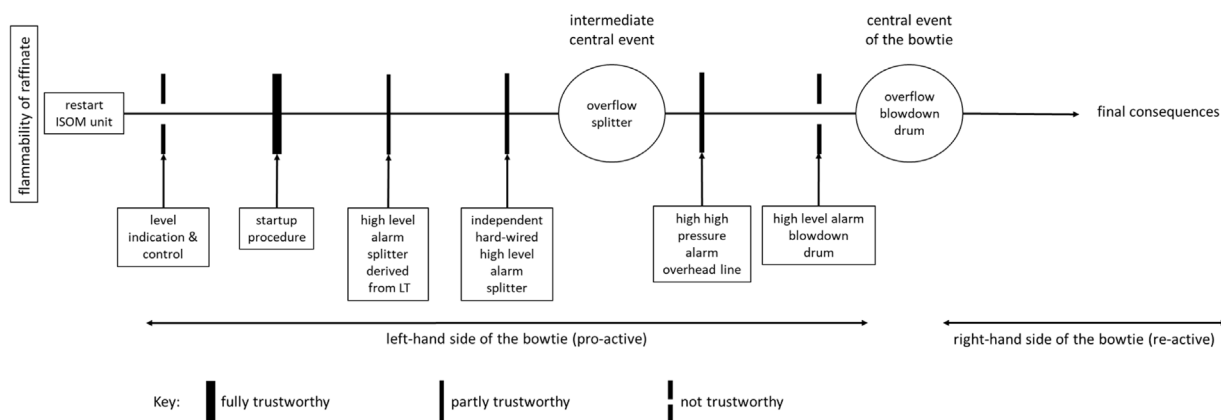 intermediate
central event
central event
of the bowtie
flammability of raffinate
restart
ISOM unit
overflow
splitter
overflow
blowdown
drum
final consequences
level
indication &
control
startup
procedure
high level
alarm
splitter
derived
from LT
independent
hard-wired
high level
alarm
splitter
high high
pressure
alarm
overhead line
high level alarm
blowdown
drum
left-hand side of the bowtie (pro-active)
right-hand side of the bowtie (re-active)
Key:
fully trustworthy
partly trustworthy
not trustworthy